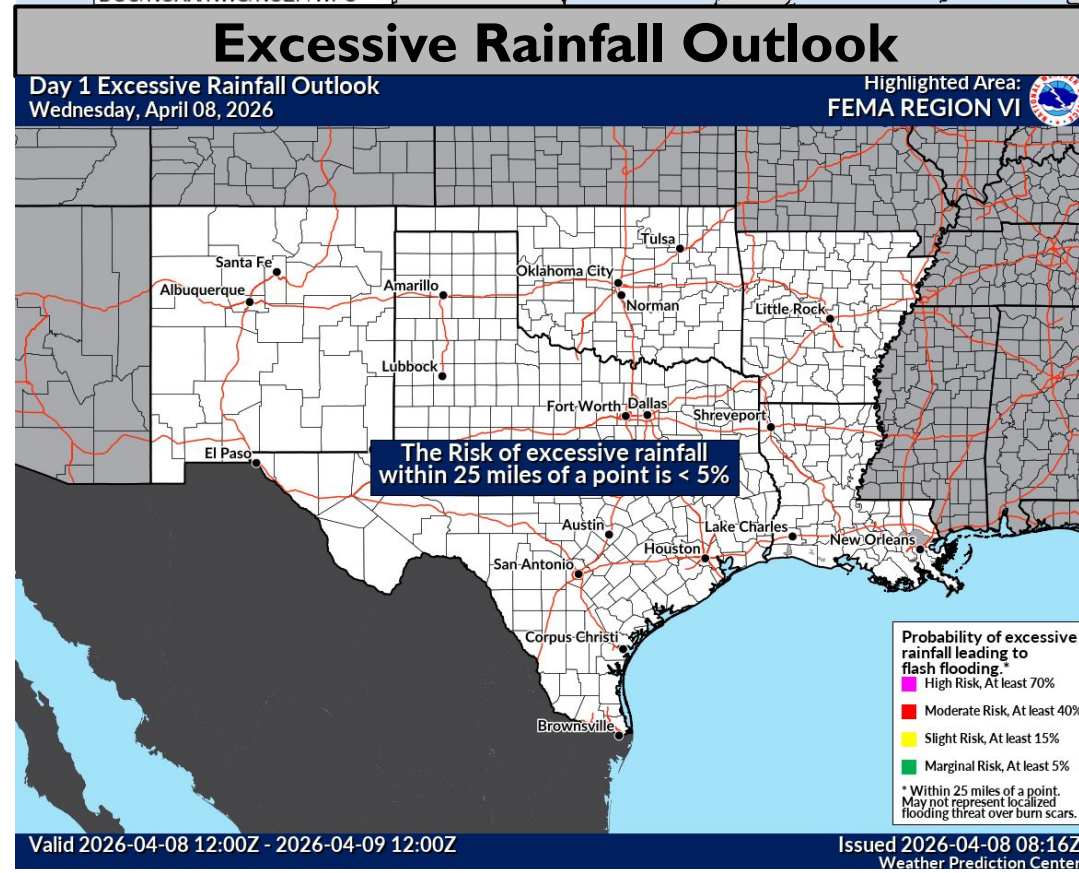 Excessive Rainfall Outlook
Day 1 Excessive Rainfall Outlook
Wednesday, April 08, 2026
Highlighted Area:
FEMA REGION VI
Tulsa
Santa Fe
Oklahoma City
Albuquerque
Amarillo
Norman
Little Rock
Lubbock
Fort Worth
Dallas
Shreveport
El Paso
The Risk of excessive rainfall
within 25 miles of a point is < 5%
Austin
Lake Charles
Houston
New Orleans
San Antonio
Corpus Christi
Brownsville
Probability of excessive
rainfall leading to
flash flooding.*
High Risk, At least 70%
Moderate Risk, At least 40%
Slight Risk, At least 15%
Marginal Risk, At least 5%
* Within 25 miles of a point.
May not represent localized
flooding threat over burn scars.
Valid 2026-04-08 12:00Z - 2026-04-09 12:00Z
Issued 2026-04-08 08:16Z
Weather Prediction Center